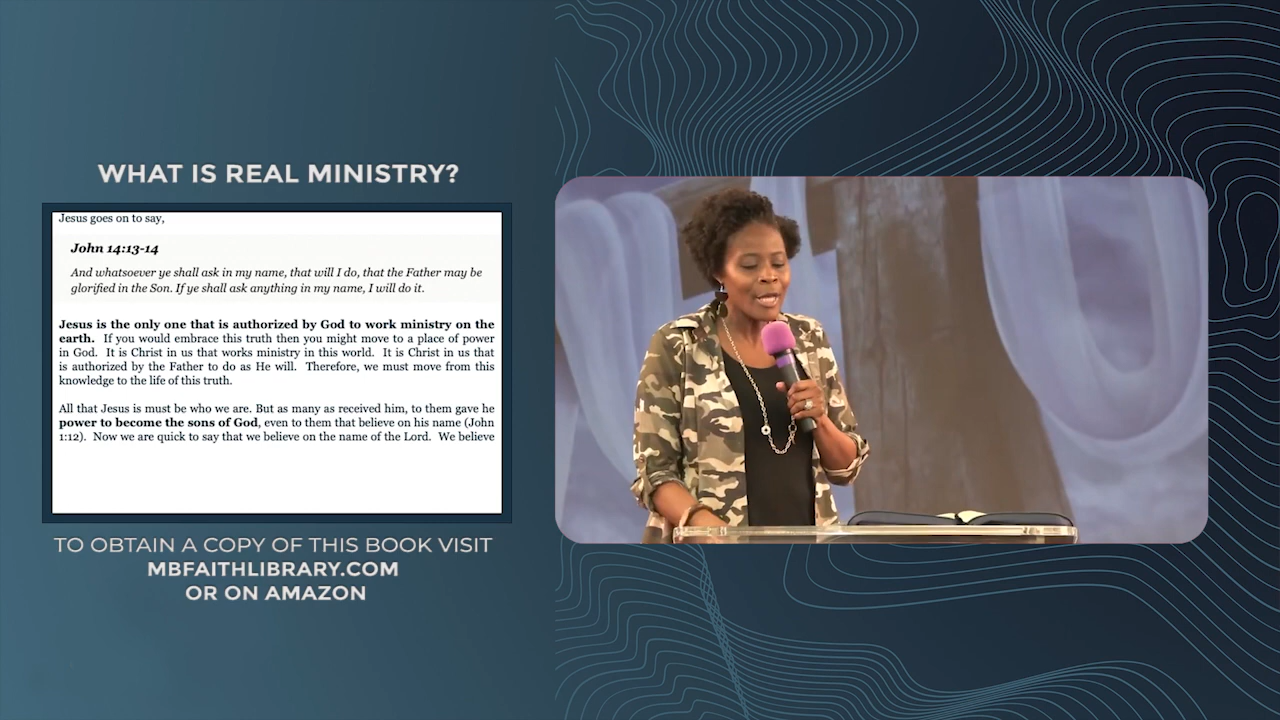 WHAT IS REAL MINISTRY?
Jesus goes on to say,
John 14:13-14
And whatsoever ye shall ask in my name, that will I do, that the Father may be
glorified in the Son. If ye shall ask anything in my name, I will do it.
Jesus is the only one that is authorized by God to work ministry on the
earth. If you would embrace this truth then you might move to a place of power
in God. It is Christ in us that works ministry in this world. It is Christ in us that
is authorized by the Father to do as He will. Therefore, we must move from this
knowledge to the life of this truth.
All that Jesus is must be who we are. But as many as received him, to them gave he
power to become the sons of God, even to them that believe on his name (John
1:12). Now we are quick to say that we believe on the name of the Lord. We believe
TO OBTAIN A COPY OF THIS BOOK VISIT
MBFAITHLIBRARY.COM
OR ON AMAZON